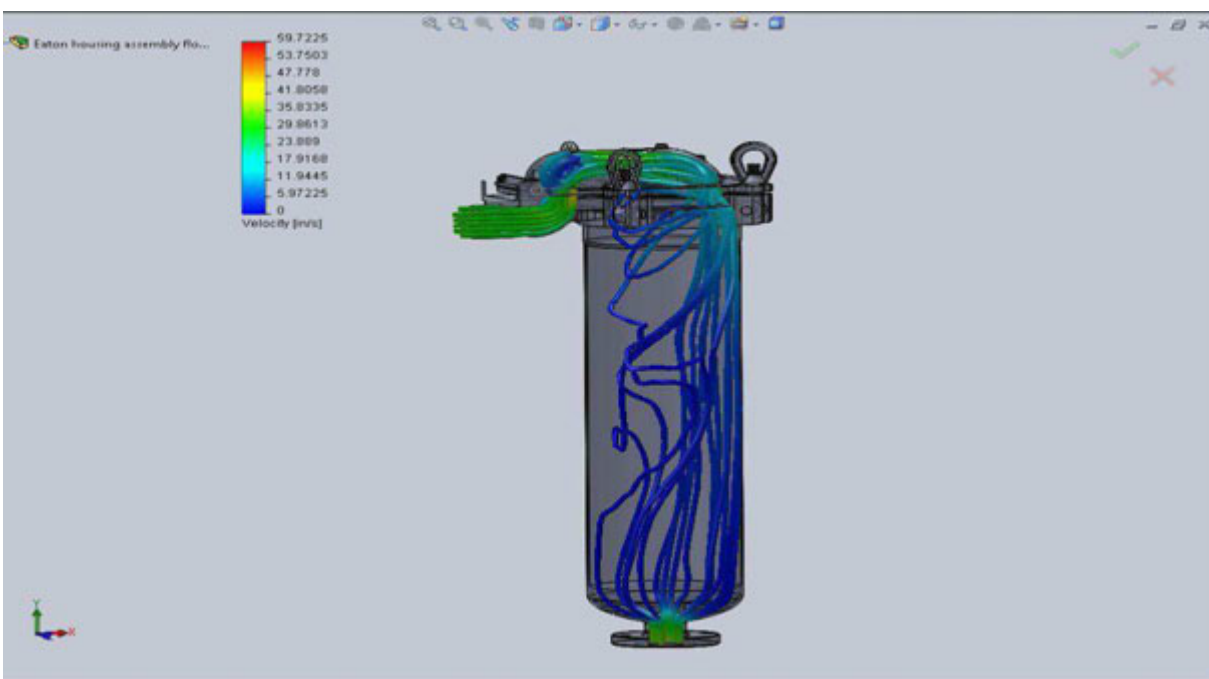 Eaton housing assembly flo...
59.7225
53.7503
47.778
41.8058
35.8335
29.8613
23.889
17.9168
11.9445
5.97225
0
Velocity [in/s]
Y
X